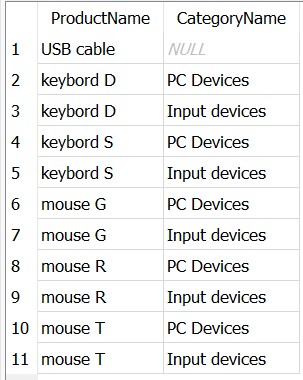 ProductName CategoryName
1 USB cable NULL
2 keybord D PC Devices
3 keybord D Input devices
4 keybord S PC Devices
5 keybord S Input devices
6 mouse G PC Devices
7 mouse G Input devices
8 mouse R PC Devices
9 mouse R Input devices
10 mouse T PC Devices
11 mouse T Input devices